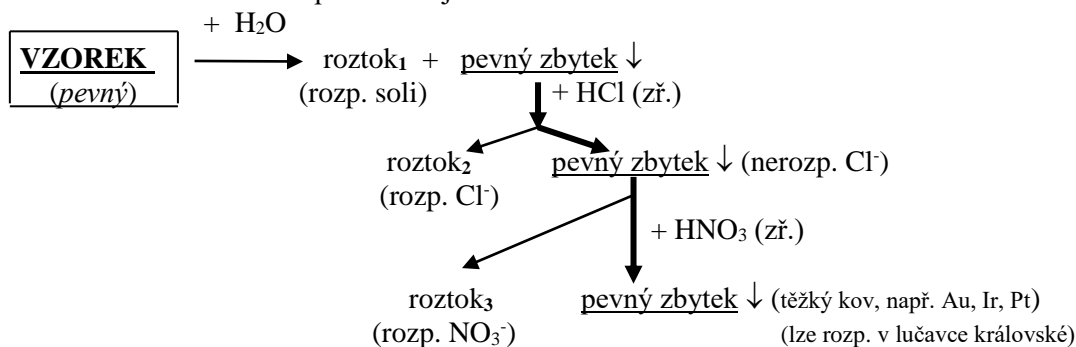 + H₂O
VZOREK
(pevný)
roztok₁ + pevný zbytek ↓
(rozp. soli)
+ HCl (zř.)
roztok₂
(rozp. Cl⁻)
pevný zbytek ↓ (nerozp. Cl⁻)
+ HNO₃ (zř.)
roztok₃
(rozp. NO₃⁻)
pevný zbytek ↓ (těžký kov, např. Au, Ir, Pt)
(lze rozp. v lučavce královské)